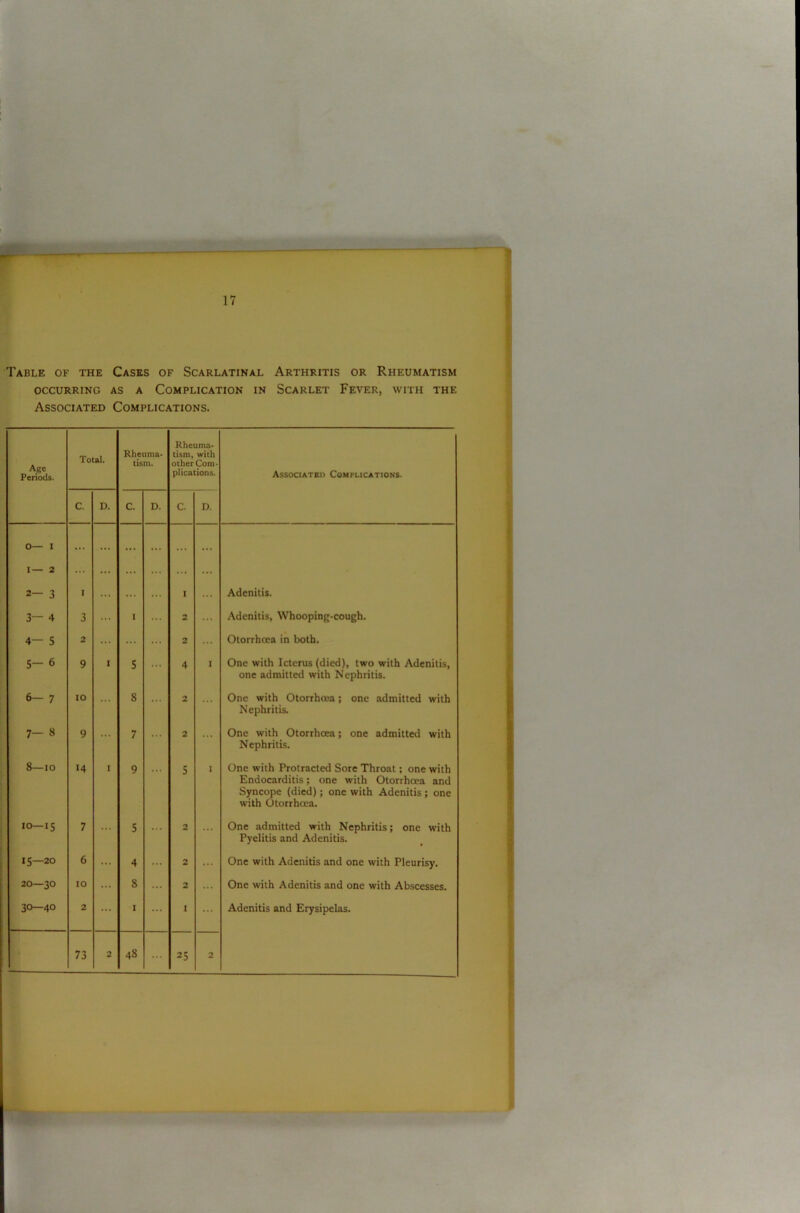 17
Table of the Cases of Scarlatinal Arthritis or Rheumatism
occurring as a Complication in Scarlet Fever, with the
Associated Complications.
Age Periods. | Total. | Rheuma-tism. | Rheuma-tism, with other Com-plications. | Associated Complications.
C. | D. | C. | D. | C. | D.
0— 1 | ... | ... | ... | ... | ... | ...
1— 2 | ... | ... | ... | ... | ... | ...
2— 3 | 1 | ... | ... | ... | 1 | ... | Adenitis.
3— 4 | 3 | ... | 1 | ... | 2 | ... | Adenitis, Whooping-cough.
4— 5 | 2 | ... | ... | ... | 2 | ... | Otorrhœa in both.
5— 6 | 9 | 1 | 5 | ... | 4 | 1 | One with Icterus (died), two with Adenitis,
one admitted with Nephritis.
6— 7 | 10 | ... | 8 | ... | 2 | ... | One with Otorrhœa; one admitted with
Nephritis.
7— 8 | 9 | ... | 7 | ... | 2 | ... | One with Otorrhœa; one admitted with
Nephritis.
8—10 | 14 | 1 | 9 | ... | 5 | 1 | One with Protracted Sore Throat; one with
Endocarditis; one with Otorrhœa and
Syncope (died); one with Adenitis; one
with Otorrhœa.
10—15 | 7 | ... | 5 | ... | 2 | ... | One admitted with Nephritis; one with
Pyelitis and Adenitis.
15—20 | 6 | ... | 4 | ... | 2 | ... | One with Adenitis and one with Pleurisy.
20—30 | 10 | ... | 8 | ... | 2 | ... | One with Adenitis and one with Abscesses.
30—40 | 2 | ... | 1 | ... | 1 | ... | Adenitis and Erysipelas.
73 | 2 | 48 | ... | 25 | 2